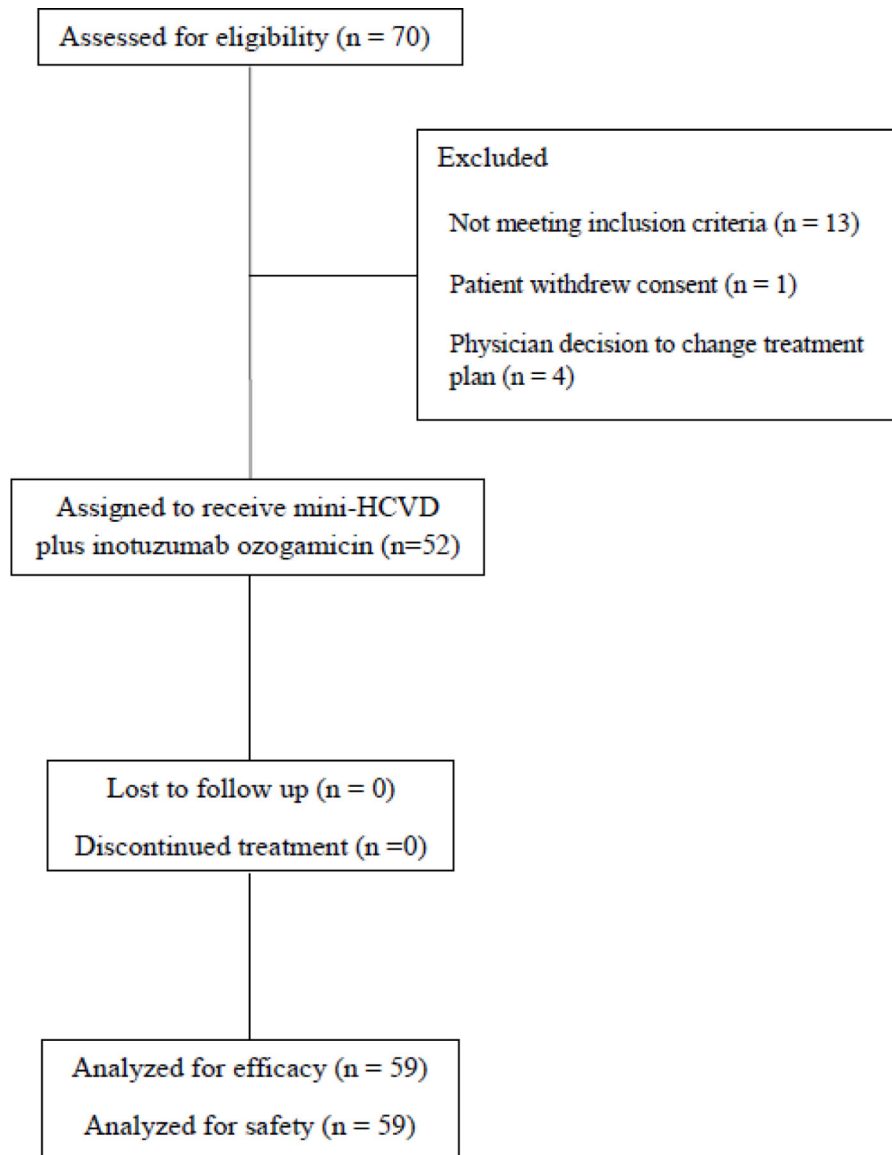 Assessed for eligibility (n = 70)
Excluded
Not meeting inclusion criteria (n = 13)
Patient withdrew consent (n = 1)
Physician decision to change treatment
plan (n = 4)
Assigned to receive mini-HCVD
plus inotuzumab ozogamicin (n=52)
Lost to follow up (n = 0)
Discontinued treatment (n =0)
Analyzed for efficacy (n = 59)
Analyzed for safety (n = 59)